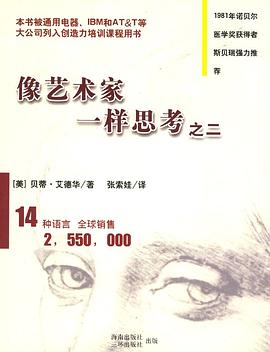 本书被通用电器、IBM和AT&T等
大公司列入创造力培训课程用书
1981年诺贝尔
医学奖获得者
斯贝瑞强力推
荐
像艺术家
一样思考之二
[美] 贝蒂·艾德华/著 张索娃/译
14种语言 全球销售
2，550，000
海南出版社
三环出版社 出版